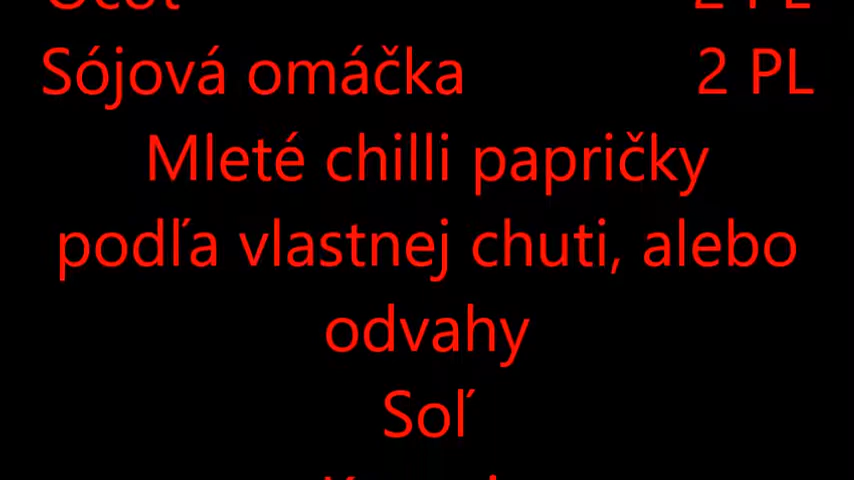 Sójová omáčka 2 PL
Mleté chilli papričky
podľa vlastnej chuti, alebo
odvahy
Soľ